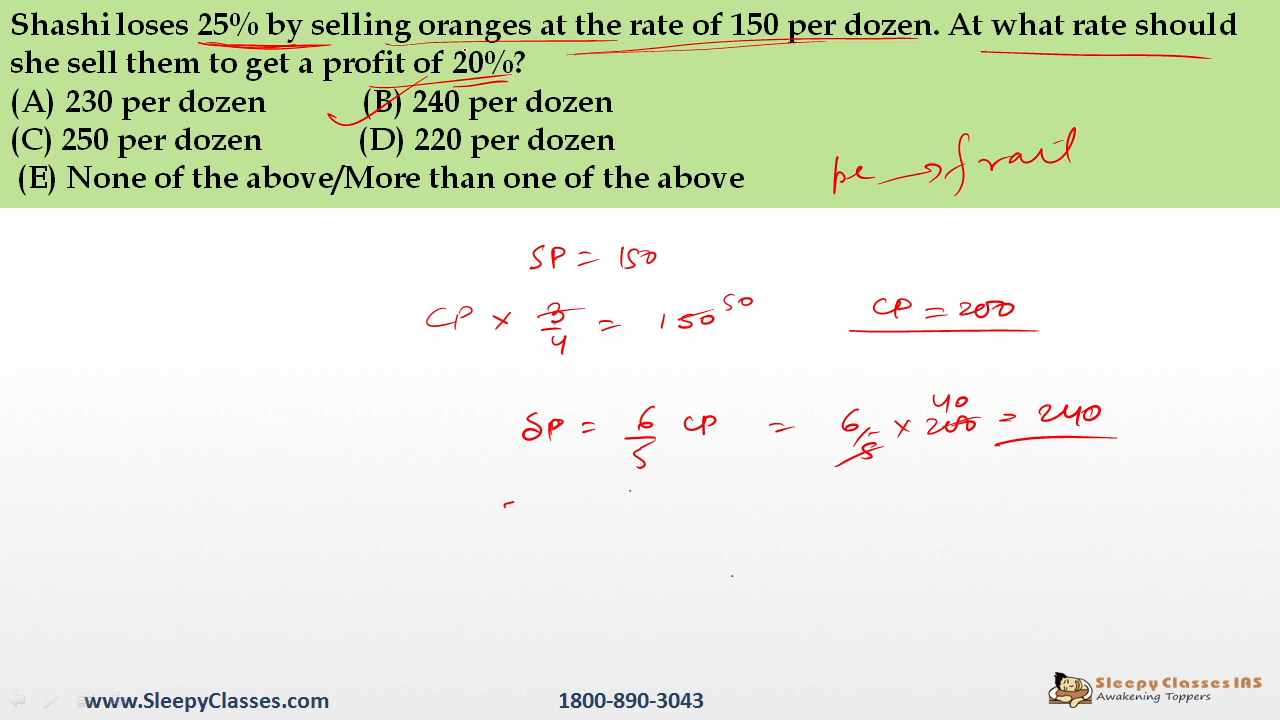 Shashi loses 25% by selling oranges at the rate of 150 per dozen. At what rate should
she sell them to get a profit of 20%?
(A) 230 per dozen (B) 240 per dozen
(C) 250 per dozen (D) 220 per dozen
(E) None of the above/More than one of the above
SP = 150
CP × 3/4 = 150 50 CP = 200
SP = 6/5 CP = 6/5 × 200 40 = 240
www.SleepyClasses.com 1800-890-3043
Sleepy Classes IAS
Awakening Toppers